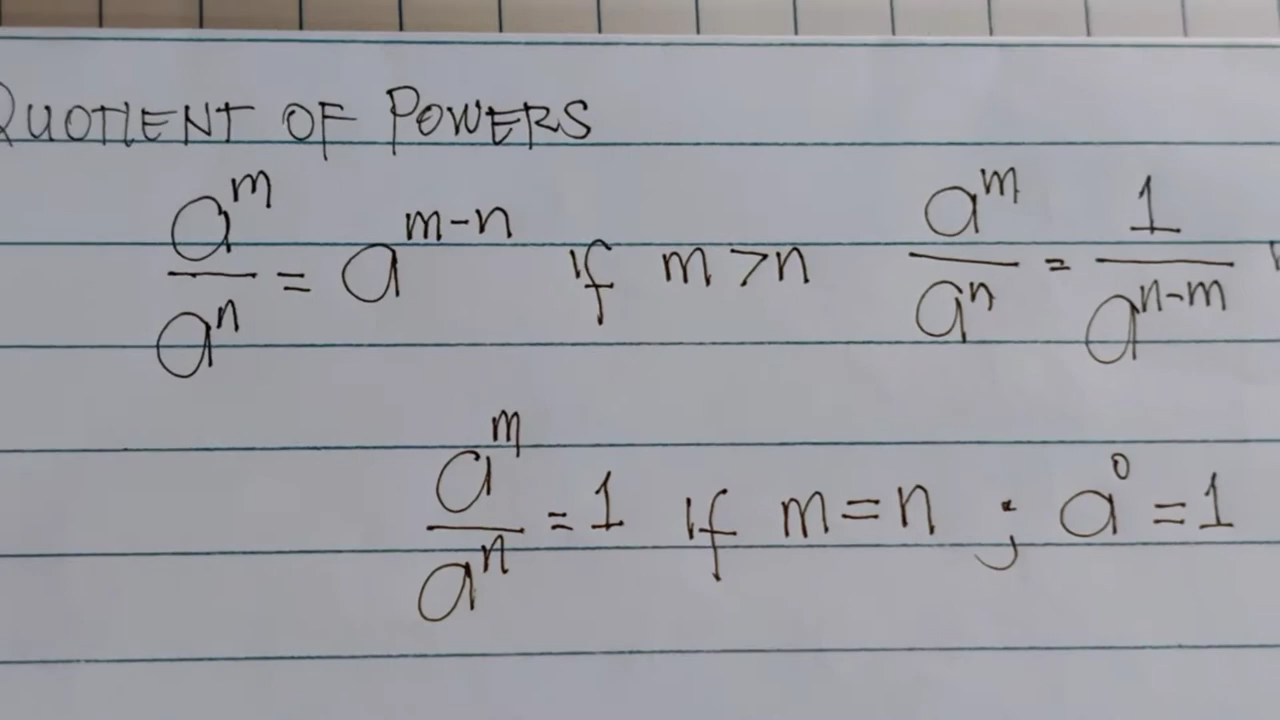 QUOTIENT OF POWERS
a^m/a^n = a^(m-n) if m > n a^m/a^n = 1/a^(n-m)
a^m/a^n = 1 if m = n ; a^0 = 1